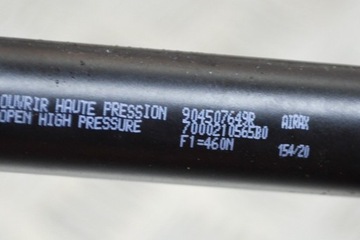 OUVRIR HAUTE PRESSION 904507649R AIRAX
OPEN HIGH PRESSURE 700021056580
F1=460N 154/20